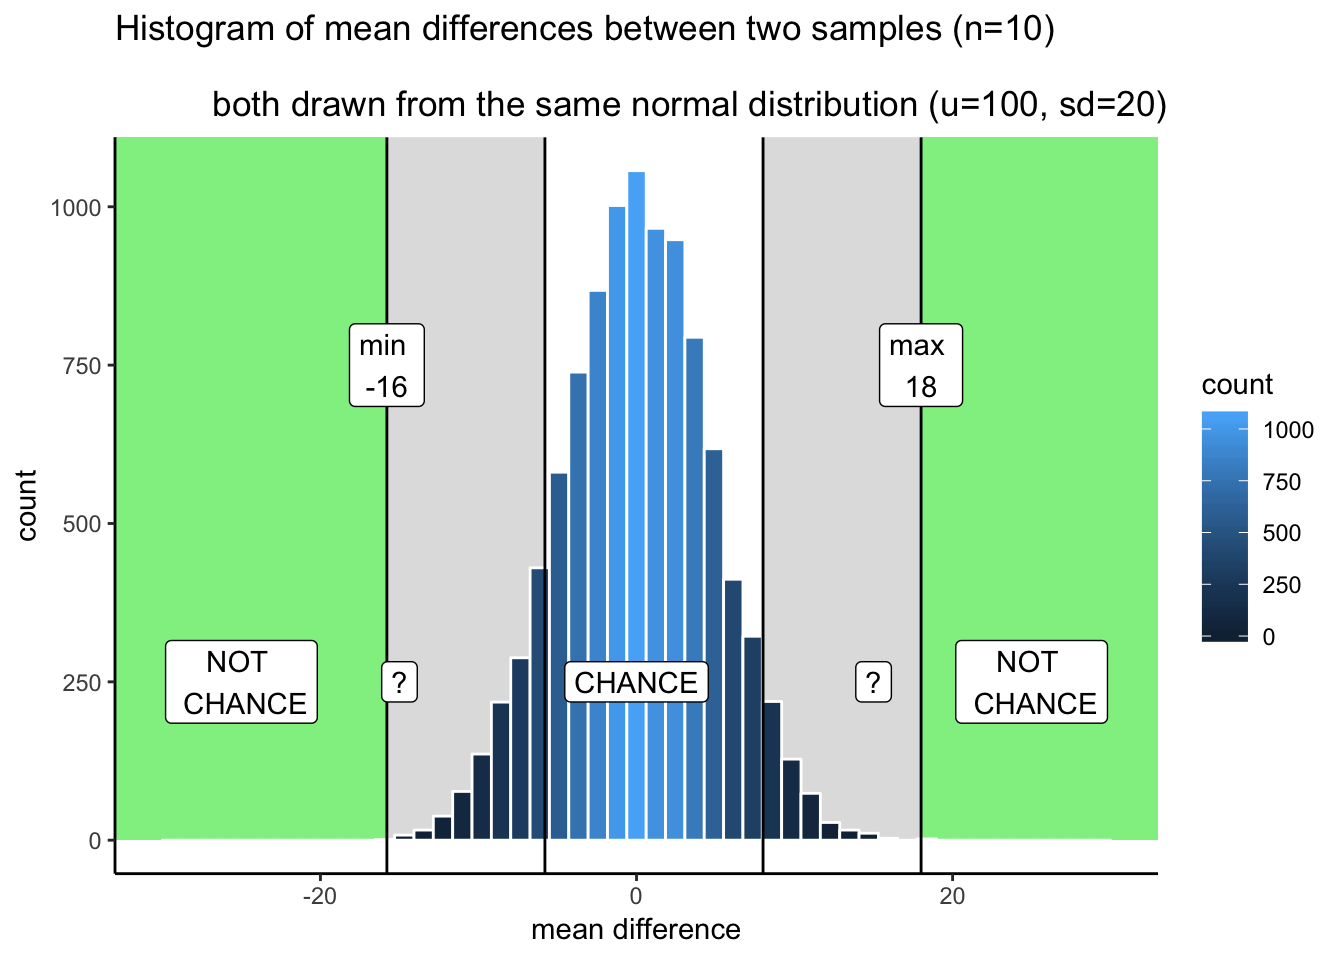 Histogram of mean differences between two samples (n=10)
both drawn from the same normal distribution (u=100, sd=20)
count
1000
750
500
250
0
min
-16
max
18
NOT
CHANCE
?
CHANCE
?
NOT
CHANCE
-20
0
20
mean difference
count
1000
750
500
250
0